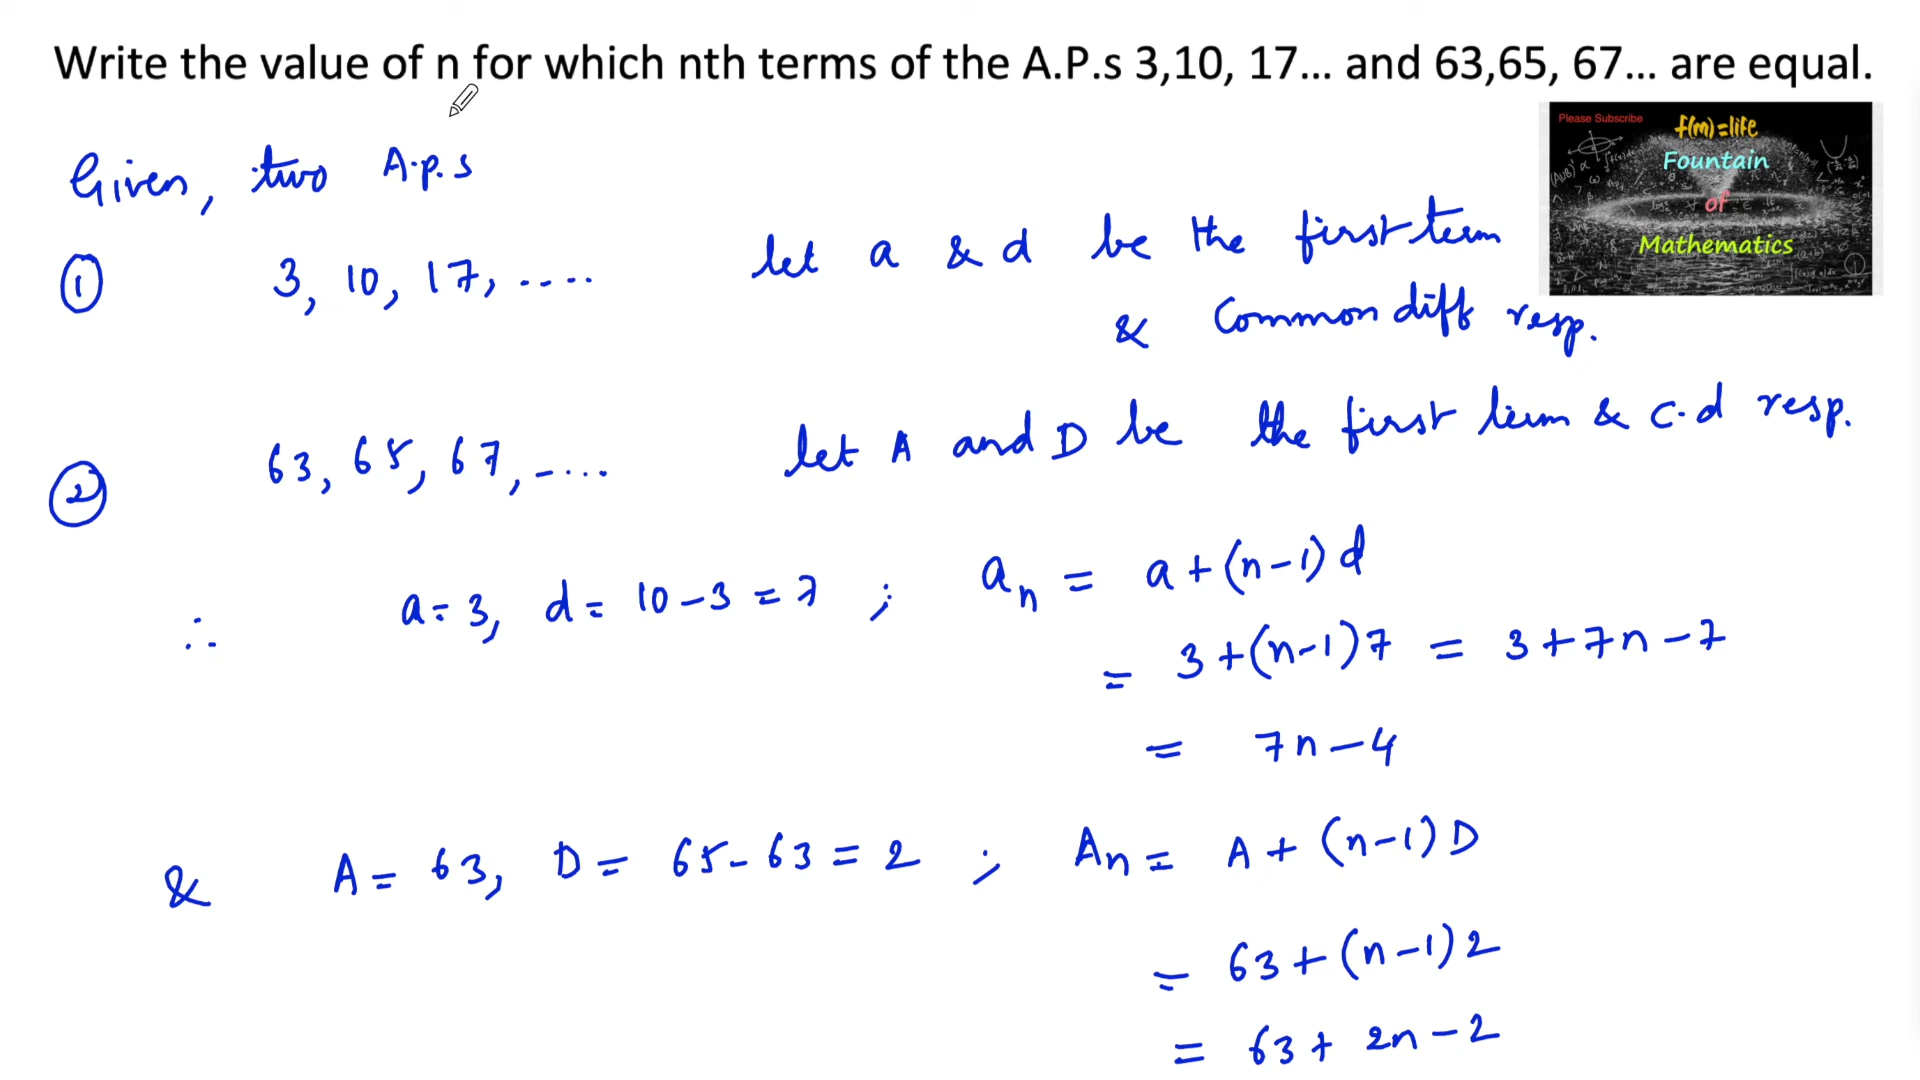 Write the value of n for which nth terms of the A.P.s 3,10, 17... and 63,65, 67... are equal.
Please Subscribe
f(m)=life
Fountain
of
Mathematics
Given, two A.p.s
① 3, 10, 17, .... let a & d be the first term
& Common diff resp.
② 63, 65, 67, .... let A and D be the first term & c.d resp.
∴ a = 3, d = 10 - 3 = 7 ; an = a + (n-1) d
= 3 + (n-1) 7 = 3 + 7n - 7
= 7n - 4
& A = 63, D = 65 - 63 = 2 ; An = A + (n-1) D
= 63 + (n-1) 2
= 63 + 2n - 2